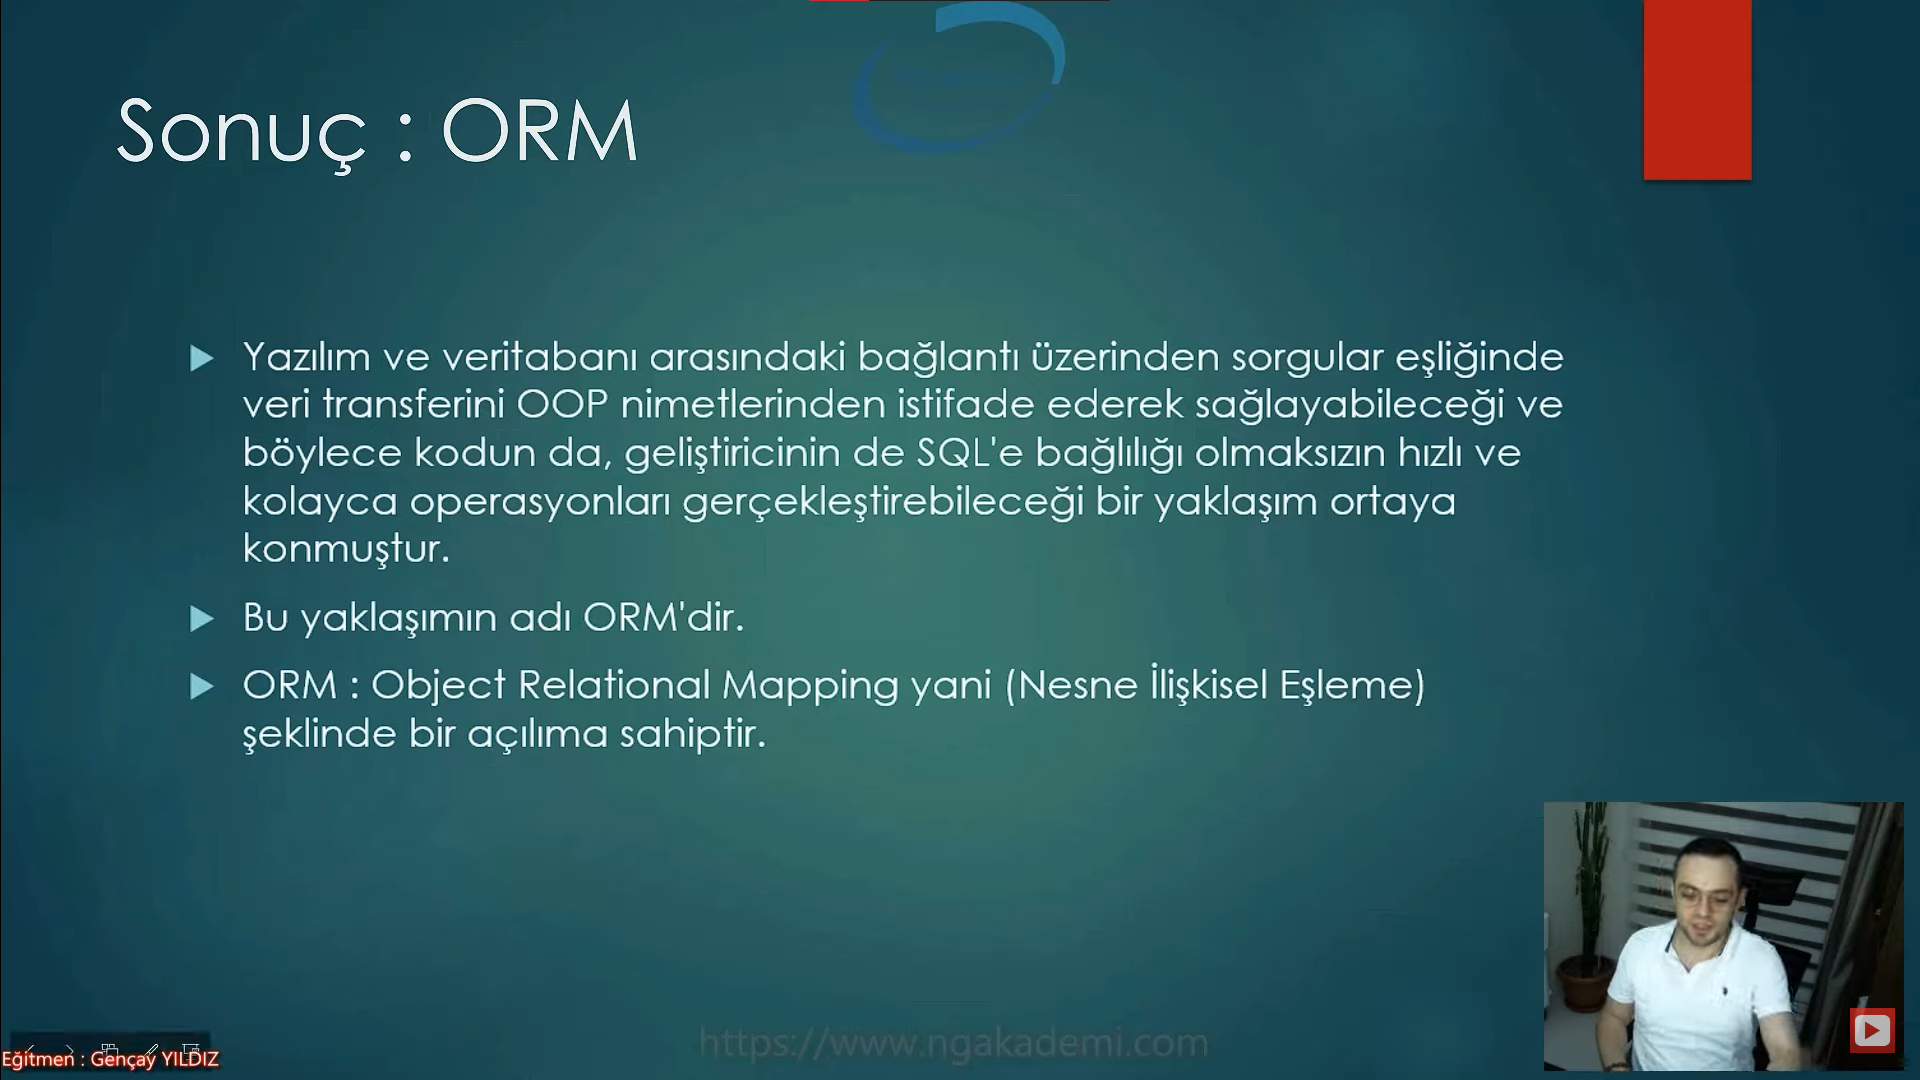 Sonuç : ORM
Yazılım ve veritabanı arasındaki bağlantı üzerinden sorgular eşliğinde
veri transferini OOP nimetlerinden istifade ederek sağlayabileceği ve
böylece kodun da, geliştiricinin de SQL'e bağlılığı olmaksızın hızlı ve
kolayca operasyonları gerçekleştirebileceği bir yaklaşım ortaya
konmuştur.
Bu yaklaşımın adı ORM'dir.
ORM : Object Relational Mapping yani (Nesne İlişkisel Eşleme)
şeklinde bir açılıma sahiptir.
https://www.ngakademi.com
Eğitmen : Gençay YILDIZ